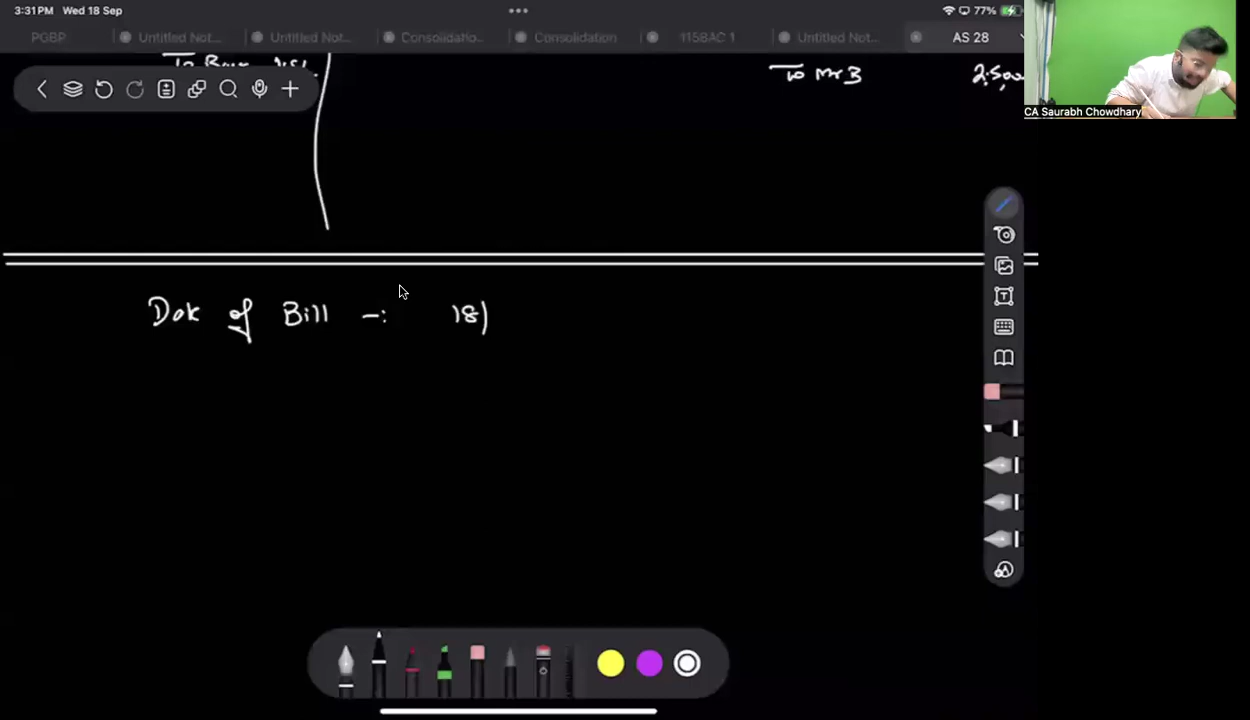 3:31 PM Wed 18 Sep
77%
PGBP
Untitled Not...
Untitled Not...
Consolidatio...
Consolidation
115BAC 1
Untitled Not...
AS 28
To Mr B
CA Saurabh Chowdhary
Date of Bill -: 18)